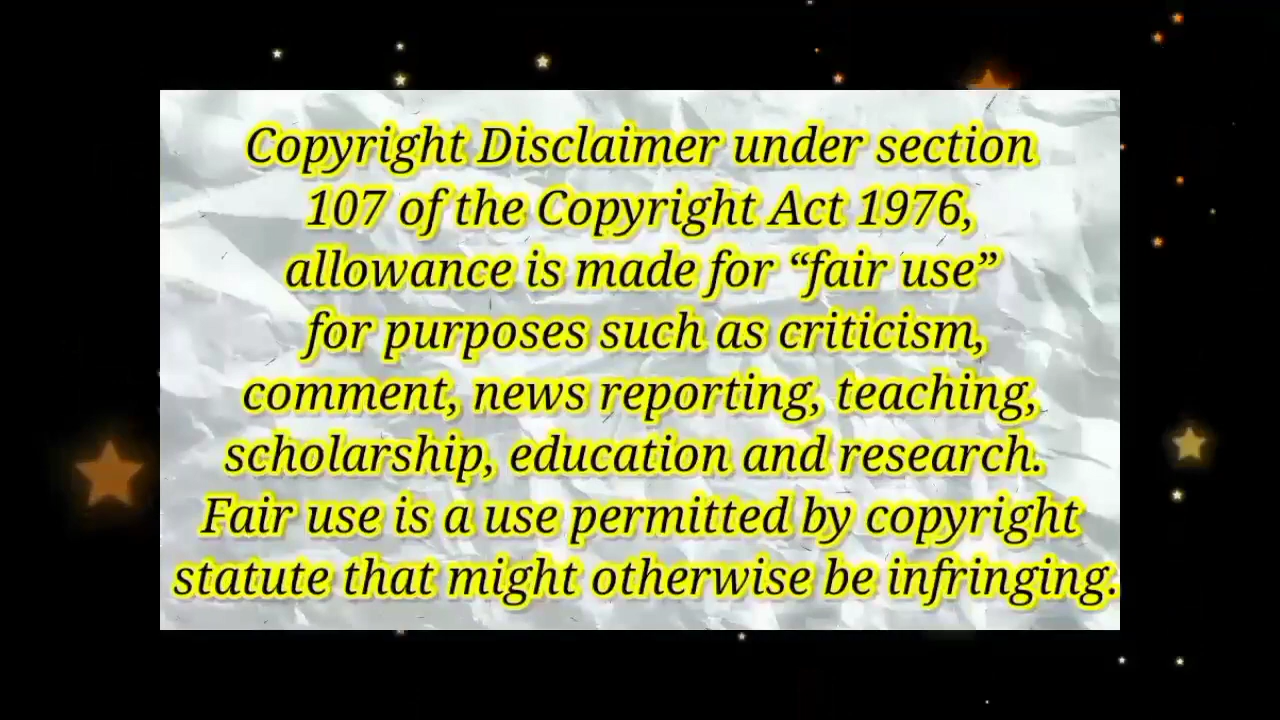 Copyright Disclaimer under section
107 of the Copyright Act 1976,
allowance is made for “fair use”
for purposes such as criticism,
comment, news reporting, teaching,
scholarship, education and research.
Fair use is a use permitted by copyright
statute that might otherwise be infringing.